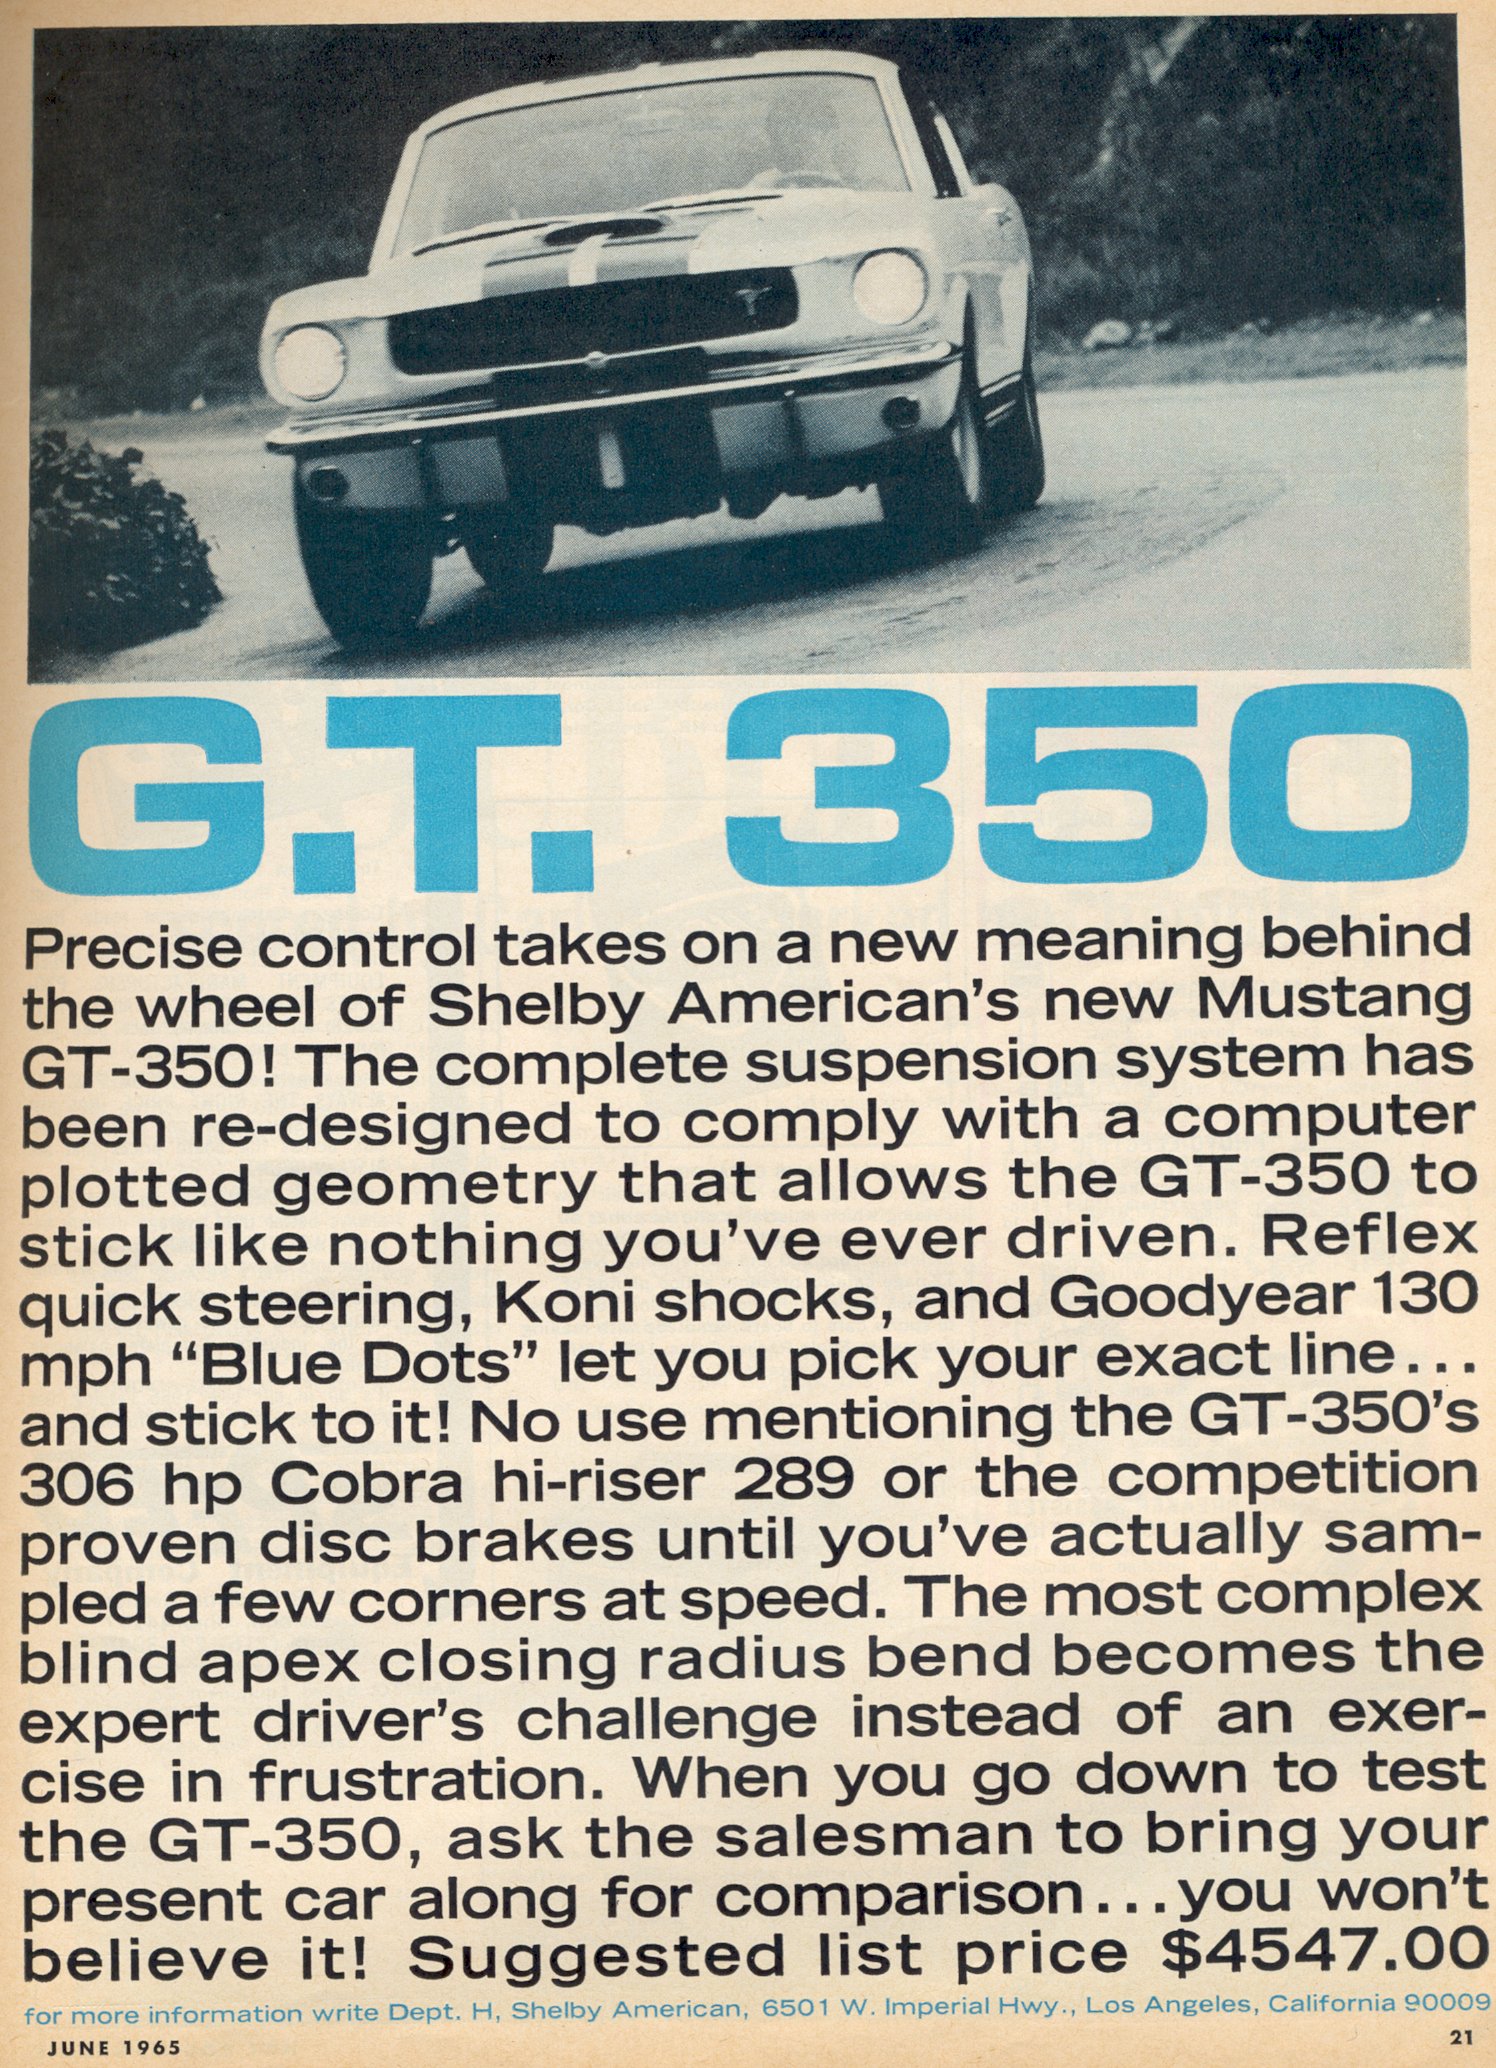 G.T. 350
Precise control takes on a new meaning behind
the wheel of Shelby American's new Mustang
GT-350! The complete suspension system has
been re-designed to comply with a computer
plotted geometry that allows the GT-350 to
stick like nothing you've ever driven. Reflex
quick steering, Koni shocks, and Goodyear 130
mph “Blue Dots” let you pick your exact line...
and stick to it! No use mentioning the GT-350's
306 hp Cobra hi-riser 289 or the competition
proven disc brakes until you've actually sam-
pled a few corners at speed. The most complex
blind apex closing radius bend becomes the
expert driver's challenge instead of an exer-
cise in frustration. When you go down to test
the GT-350, ask the salesman to bring your
present car along for comparison...you won't
believe it! Suggested list price $4547.00
for more information write Dept. H, Shelby American, 6501 W. Imperial Hwy., Los Angeles, California 90009
JUNE 1965
21